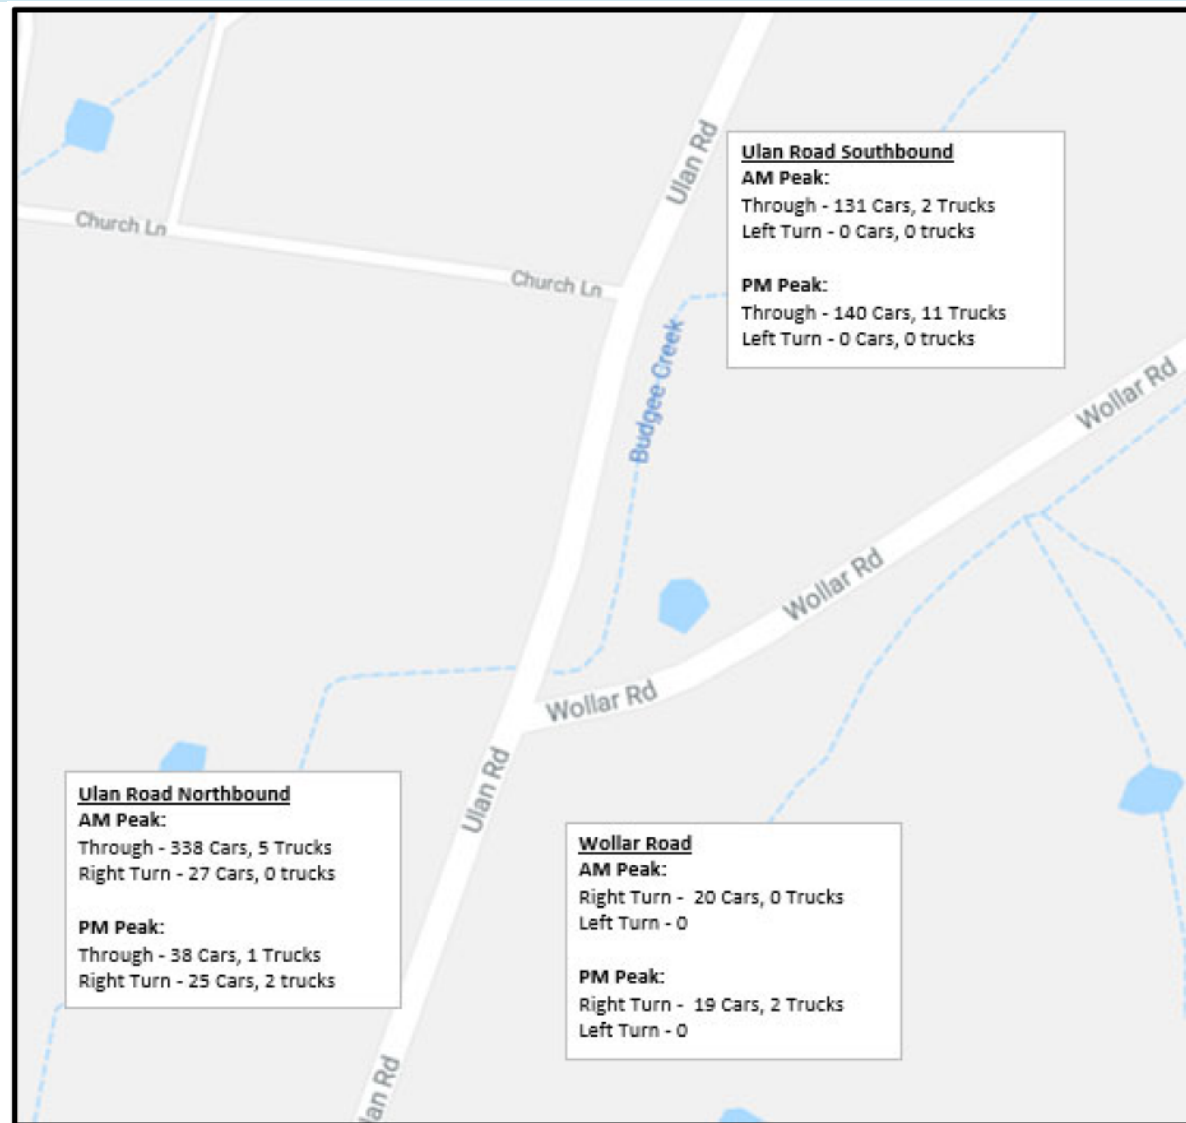 Ulan Rd
Church Ln
Church Ln
Budgee Creek
Wollar Rd
Wollar Rd
Wollar Rd
Ulan Rd
lan Rd
Ulan Road Southbound
AM Peak:
Through - 131 Cars, 2 Trucks
Left Turn - 0 Cars, 0 trucks
PM Peak:
Through - 140 Cars, 11 Trucks
Left Turn - 0 Cars, 0 trucks
Ulan Road Northbound
AM Peak:
Through - 338 Cars, 5 Trucks
Right Turn - 27 Cars, 0 trucks
PM Peak:
Through - 38 Cars, 1 Trucks
Right Turn - 25 Cars, 2 trucks
Wollar Road
AM Peak:
Right Turn - 20 Cars, 0 Trucks
Left Turn - 0
PM Peak:
Right Turn - 19 Cars, 2 Trucks
Left Turn - 0